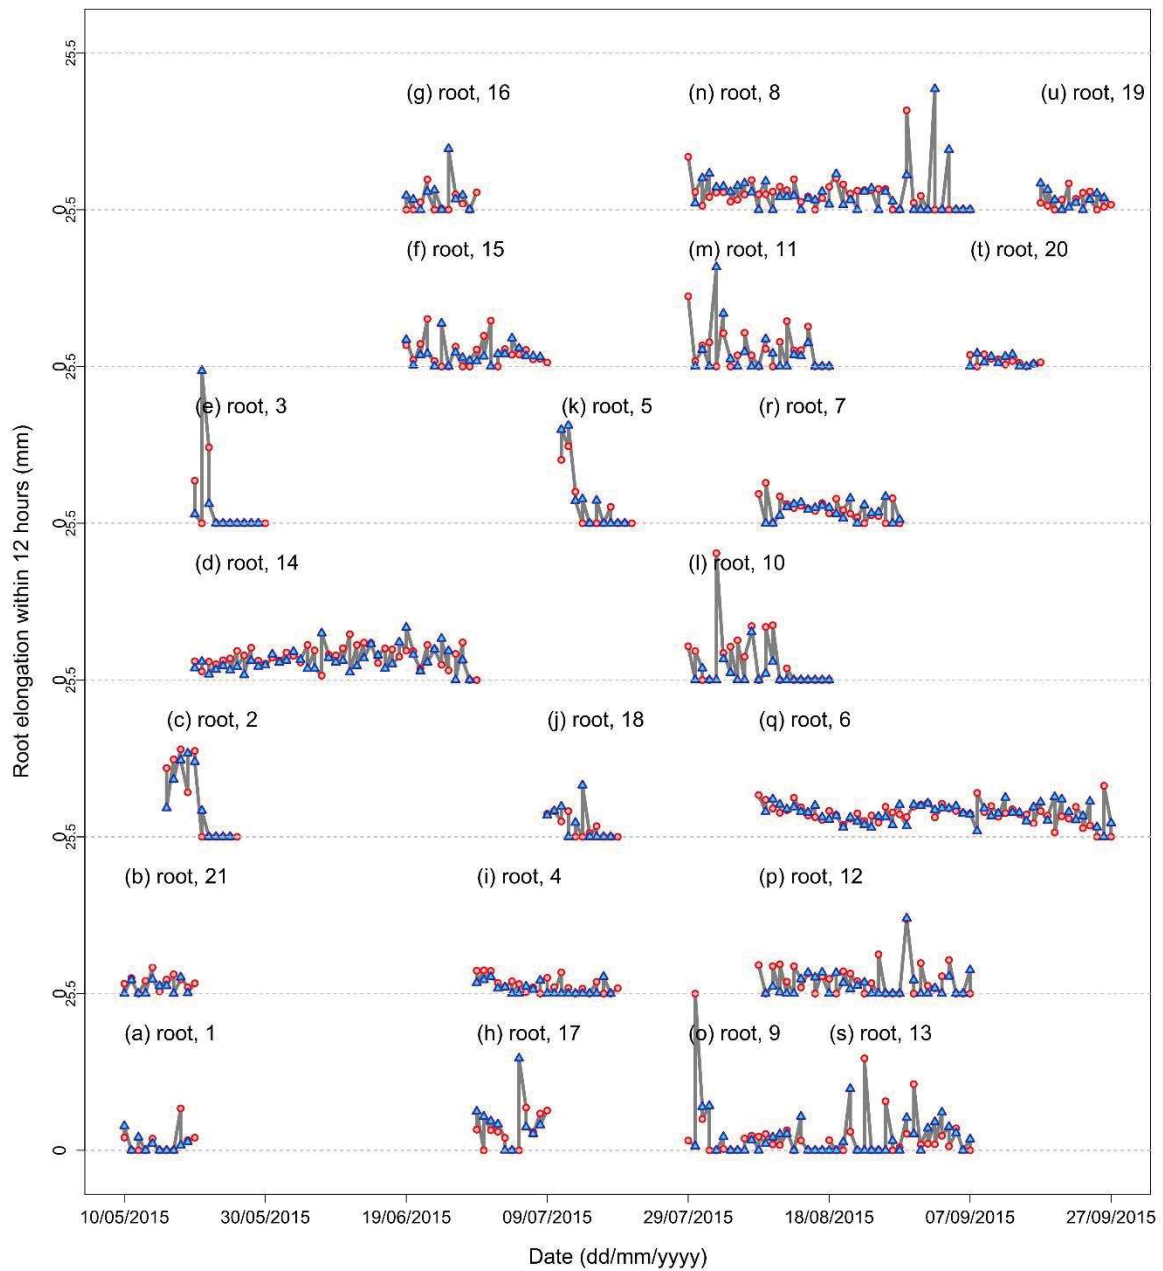 25.5
(g) root, 16
(n) root, 8
(u) root, 19
0
25.5
(f) root, 15
(m) root, 11
(t) root, 20
0
25.5
(e) root, 3
(k) root, 5
(r) root, 7
0
25.5
(d) root, 14
(l) root, 10
0
25.5
(c) root, 2
(j) root, 18
(q) root, 6
0
25.5
(b) root, 21
(i) root, 4
(p) root, 12
0
25.5
(a) root, 1
(h) root, 17
(o) root, 9
(s) root, 13
0
Root elongation within 12 hours (mm)
10/05/2015
30/05/2015
19/06/2015
09/07/2015
29/07/2015
18/08/2015
07/09/2015
27/09/2015
Date (dd/mm/yyyy)